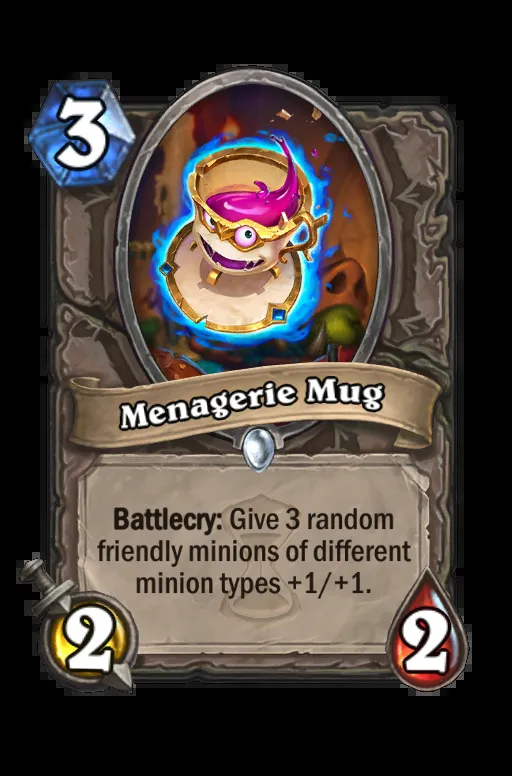 3
Menagerie Mug
Battlecry: Give 3 random
friendly minions of different
minion types +1/+1.
2
2